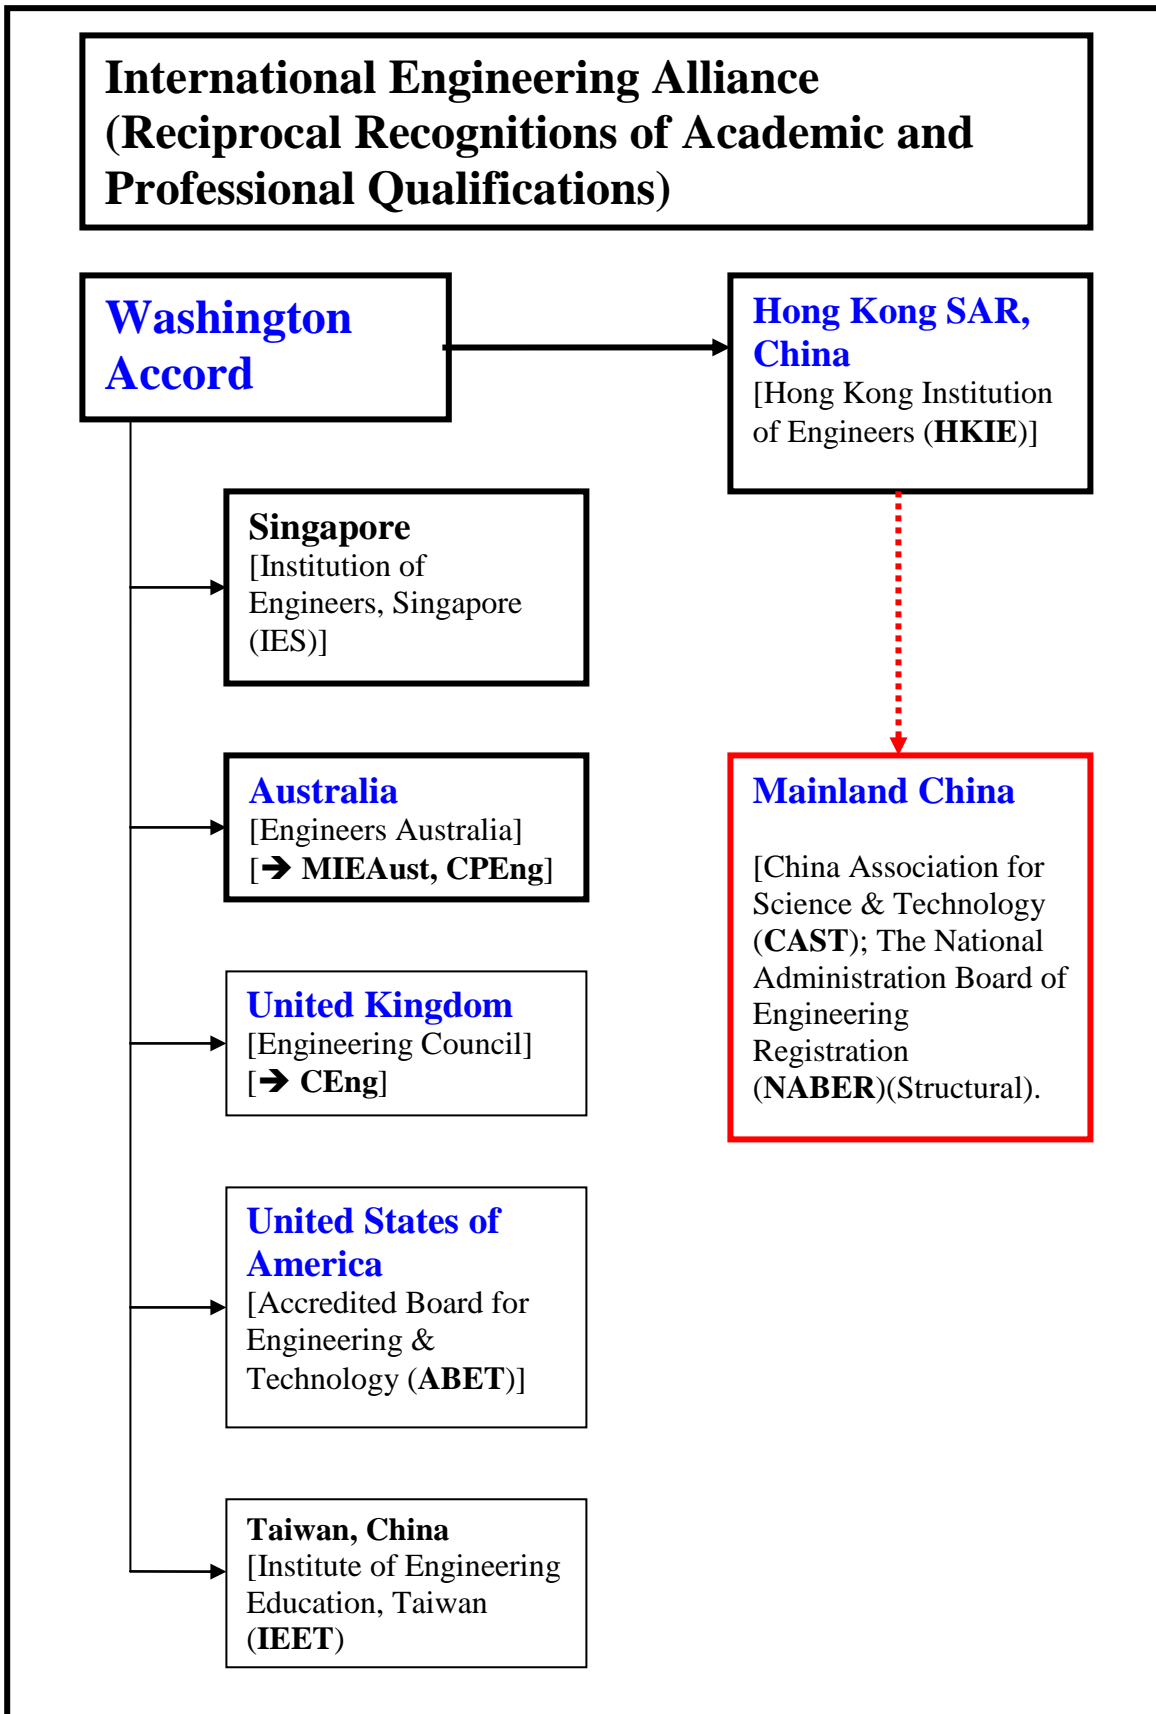 International Engineering Alliance
(Reciprocal Recognitions of Academic and
Professional Qualifications)
Washington
Accord
Hong Kong SAR,
China
[Hong Kong Institution
of Engineers (HKIE)]
Singapore
[Institution of
Engineers, Singapore
(IES)]
Australia
[Engineers Australia]
[➔ MIEAust, CPEng]
Mainland China
[China Association for
Science & Technology
(CAST); The National
Administration Board of
Engineering
Registration
(NABER)(Structural).
United Kingdom
[Engineering Council]
[➔ CEng]
United States of
America
[Accredited Board for
Engineering &
Technology (ABET)]
Taiwan, China
[Institute of Engineering
Education, Taiwan
(IEET)